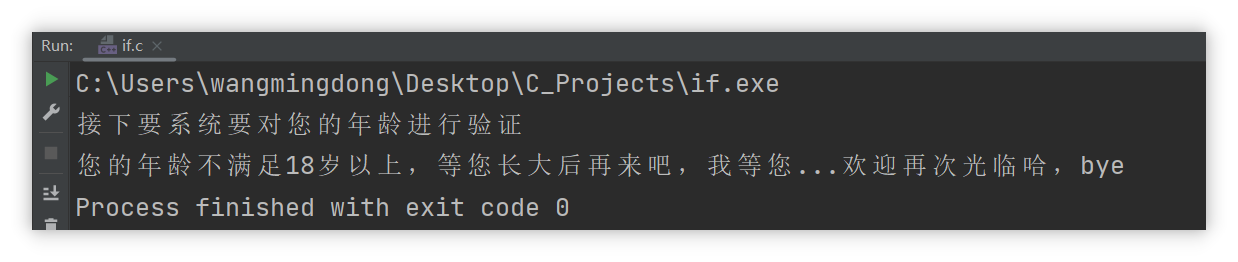 Run: if.c
C:\Users\wangmingdong\Desktop\C_Projects\if.exe
接下要系统要对您的年龄进行验证
您的年龄不满足18岁以上，等您长大后再来吧，我等您...欢迎再次光临哈，bye
Process finished with exit code 0